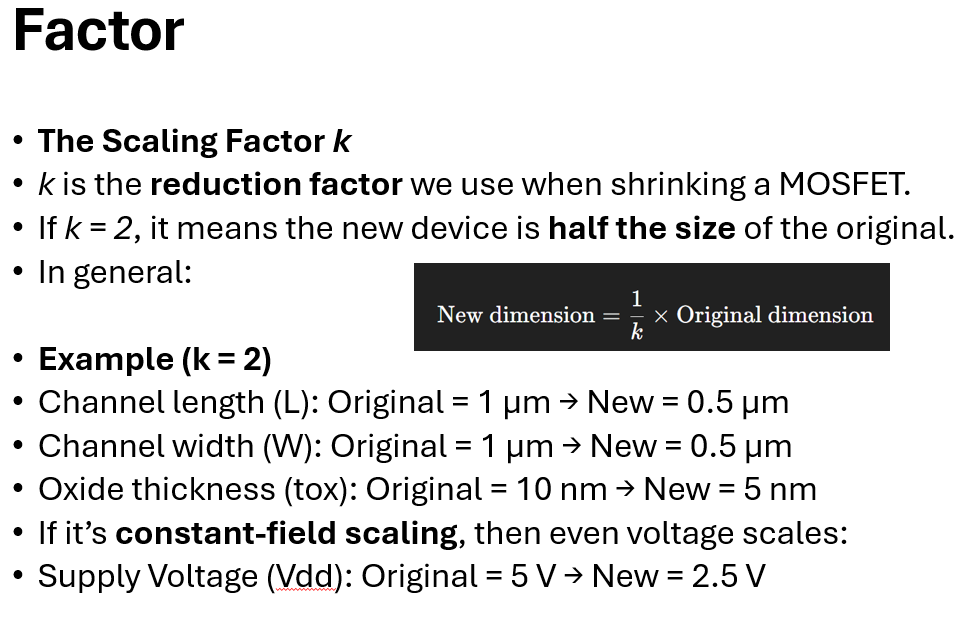 Factor
• The Scaling Factor k
• k is the reduction factor we use when shrinking a MOSFET.
• If k = 2, it means the new device is half the size of the original.
• In general:
New dimension = 1/k × Original dimension
• Example (k = 2)
• Channel length (L): Original = 1 µm → New = 0.5 µm
• Channel width (W): Original = 1 µm → New = 0.5 µm
• Oxide thickness (tox): Original = 10 nm → New = 5 nm
• If it’s constant-field scaling, then even voltage scales:
• Supply Voltage (Vdd): Original = 5 V → New = 2.5 V